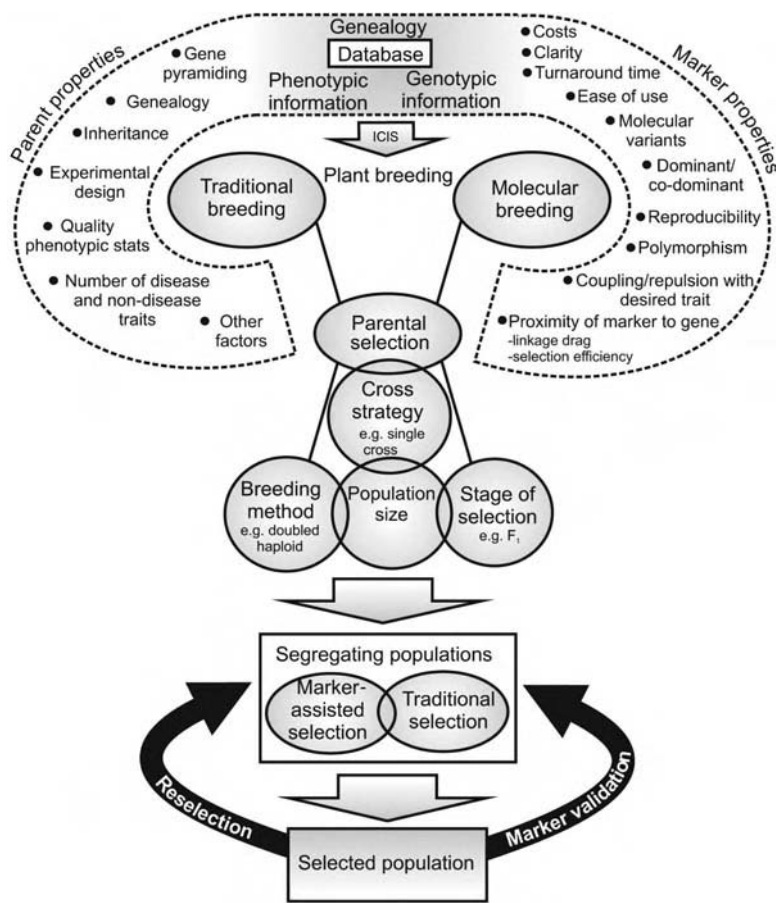 Genealogy
Database
Phenotypic
information
Genotypic
information
ICIS
Plant breeding
Parent properties
Gene
pyramiding
Genealogy
Inheritance
Experimental
design
Quality
phenotypic stats
Number of disease
and non-disease
traits
Other
factors
Marker properties
Costs
Clarity
Turnaround time
Ease of use
Molecular
variants
Dominant/
co-dominant
Reproducibility
Polymorphism
Coupling/repulsion with
desired trait
Proximity of marker to gene
-linkage drag
-selection efficiency
Traditional
breeding
Molecular
breeding
Parental
selection
Cross
strategy
e.g. single
cross
Breeding
method
e.g. doubled
haploid
Population
size
Stage of
selection
e.g. F₁
Segregating populations
Marker-
assisted
selection
Traditional
selection
Reselection
Marker validation
Selected population